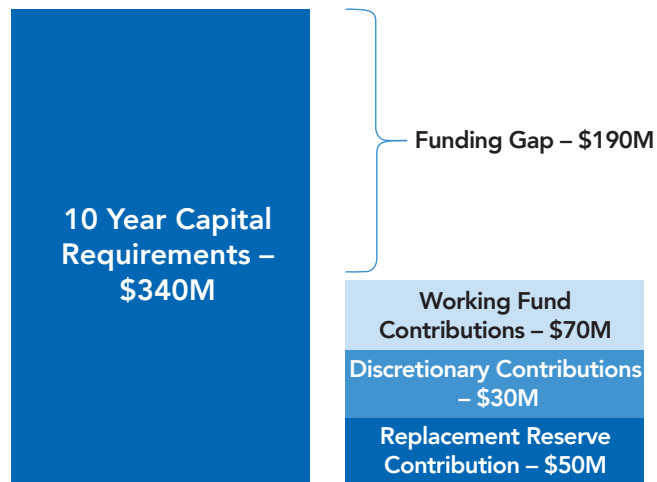 10 Year Capital
Requirements –
$340M
Funding Gap – $190M
Working Fund
Contributions – $70M
Discretionary Contributions
– $30M
Replacement Reserve
Contribution – $50M